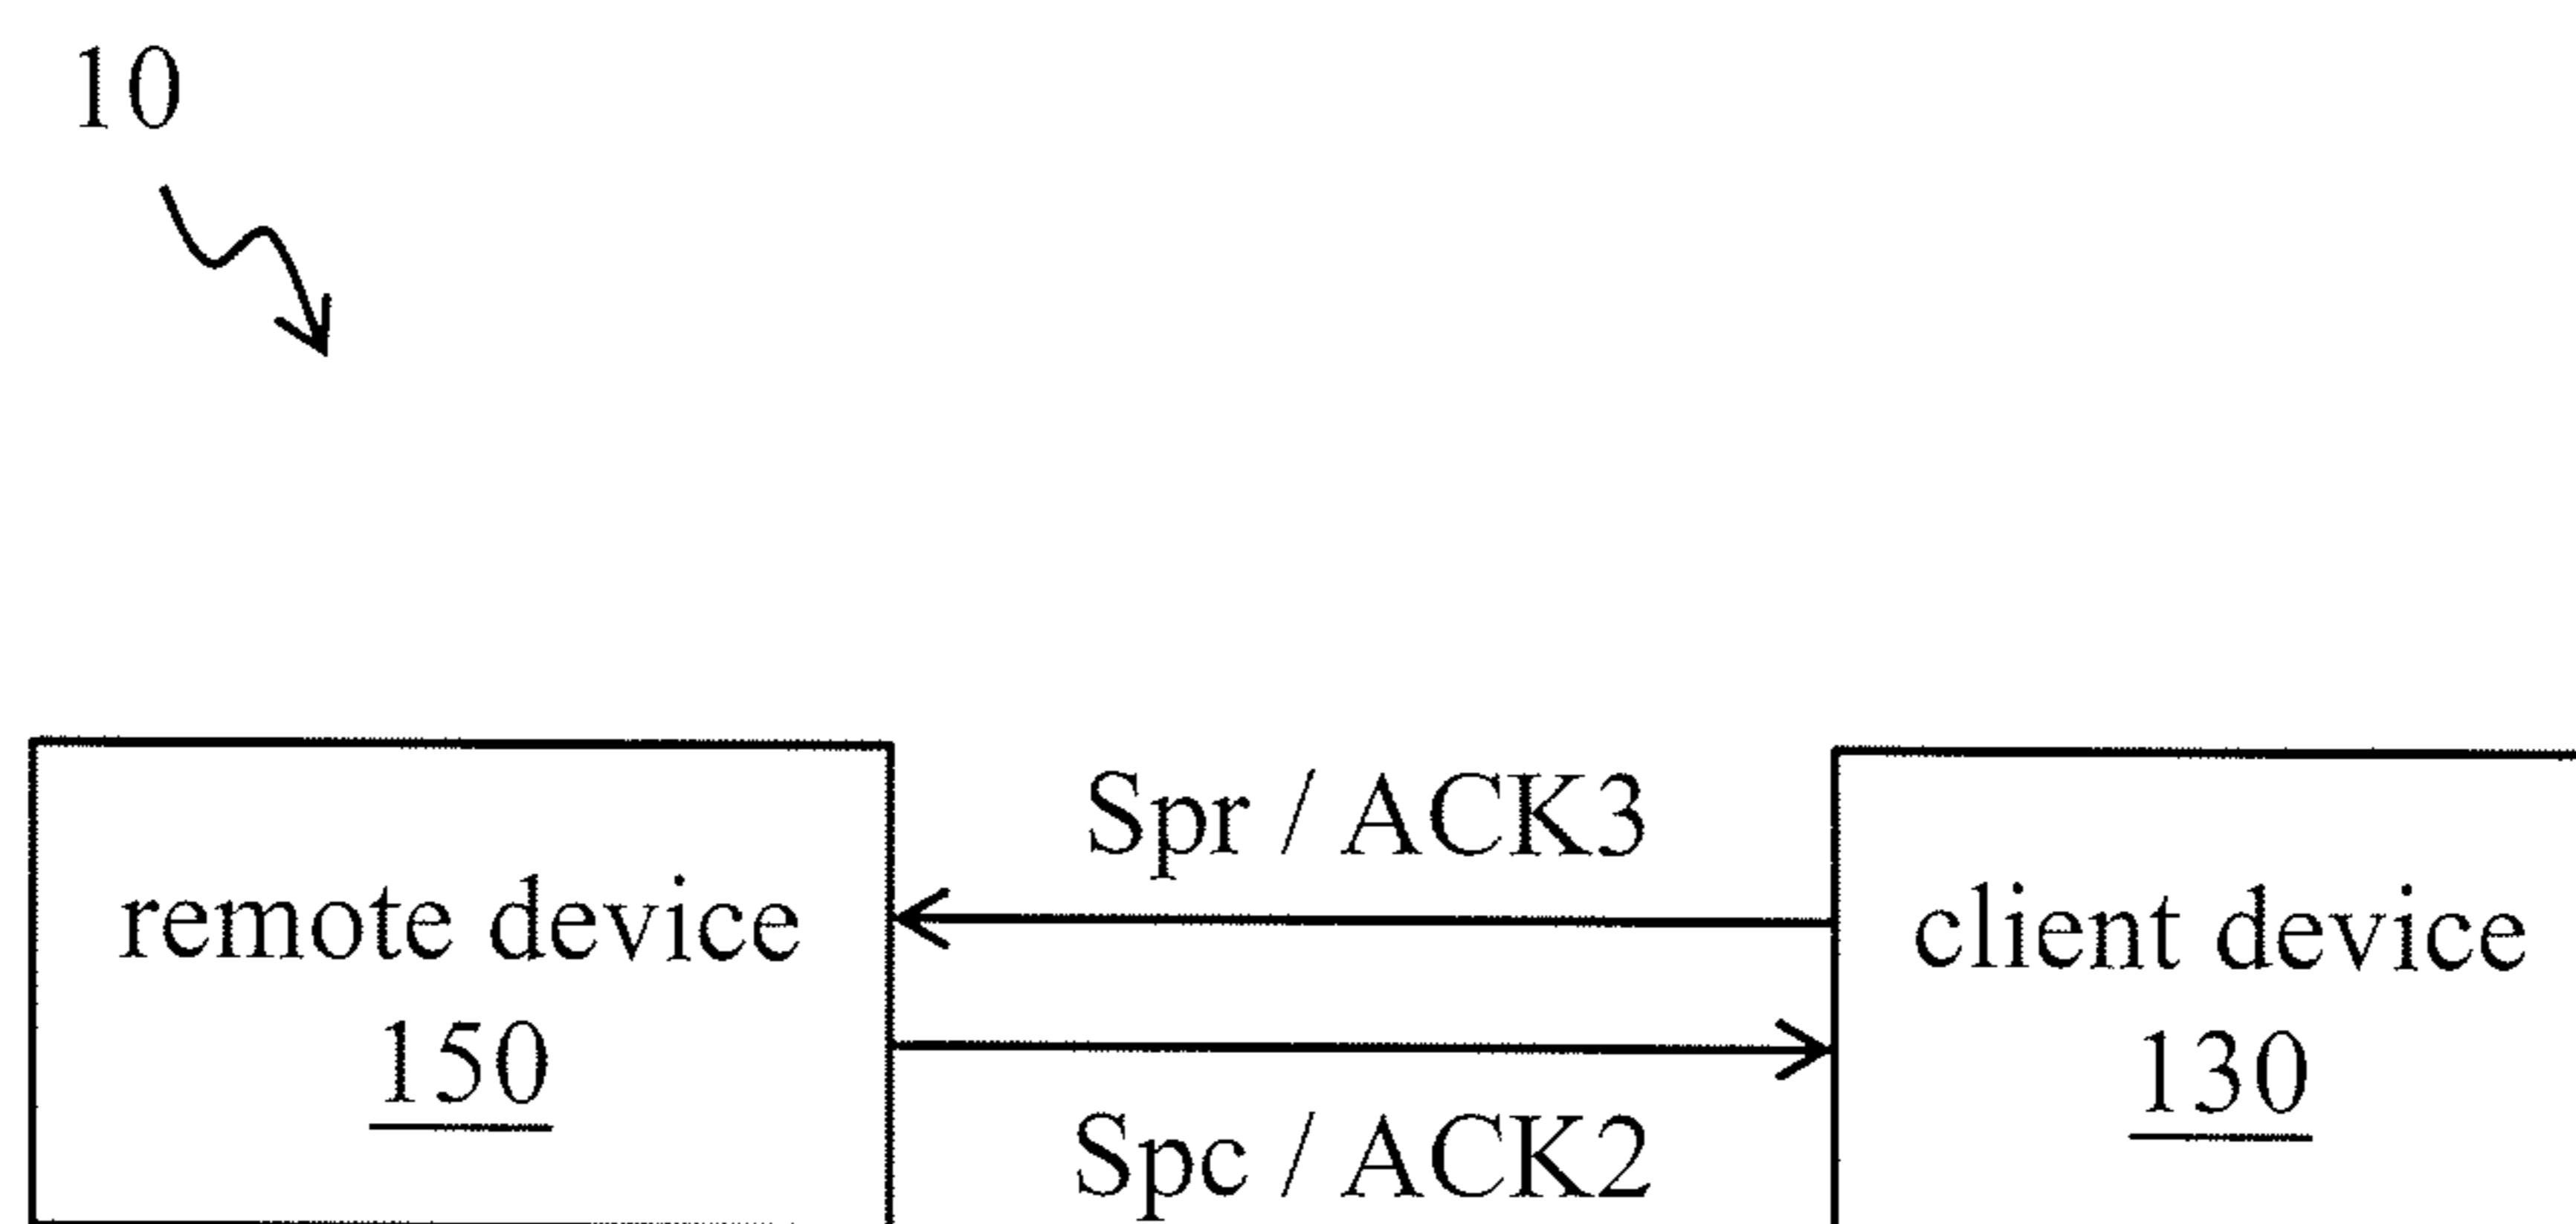 10
Spr / ACK3
remote device
150
client device
130
Spc / ACK2